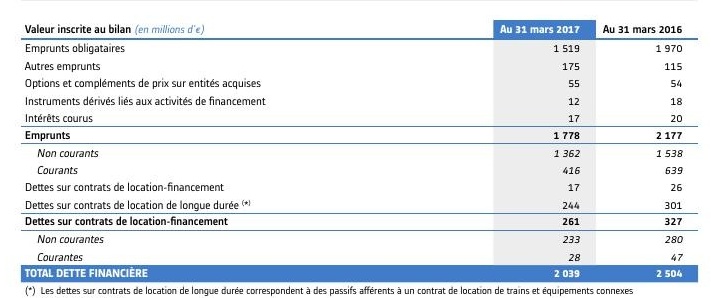 Valeur inscrite au bilan (en millions d'€) Au 31 mars 2017 Au 31 mars 2016
Emprunts obligataires 1 519 1 970
Autres emprunts 175 115
Options et compléments de prix sur entités acquises 55 54
Instruments dérivés liés aux activités de financement 12 18
Intérêts courus 17 20
Emprunts 1 778 2 177
Non courants 1 362 1 538
Courants 416 639
Dettes sur contrats de location-financement 17 26
Dettes sur contrats de location de longue durée (*) 244 301
Dettes sur contrats de location-financement 261 327
Non courantes 233 280
Courantes 28 47
TOTAL DETTE FINANCIÈRE 2 039 2 504
(*) Les dettes sur contrats de location de longue durée correspondent à des passifs afférents à un contrat de location de trains et équipements connexes